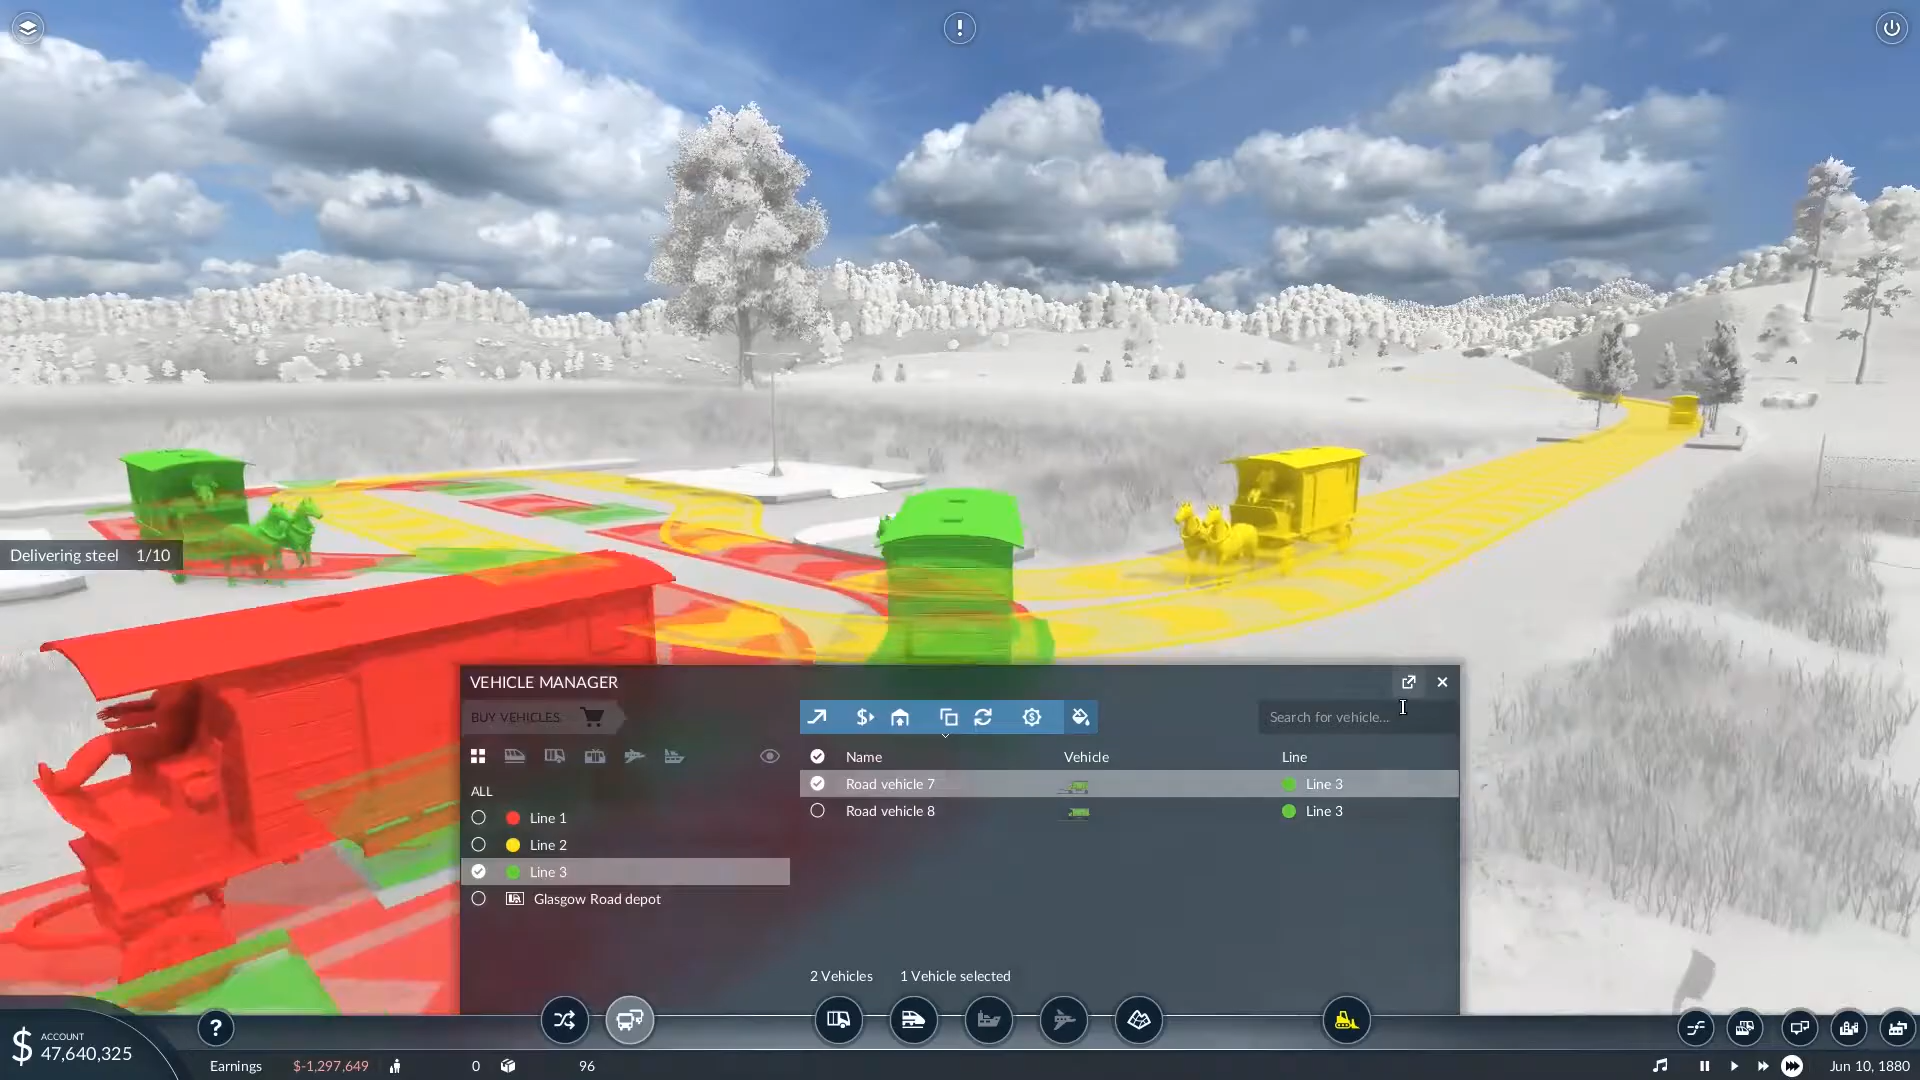 Delivering steel 1/10
VEHICLE MANAGER
BUY VEHICLES
Search for vehicle...
Name Vehicle Line
Road vehicle 7 Line 3
Road vehicle 8 Line 3
ALL
Line 1
Line 2
Line 3
Glasgow Road depot
2 Vehicles 1 Vehicle selected
$ ACCOUNT
47,640,325
?
Earnings $-1,297,649 0 96
Jun 10, 1880